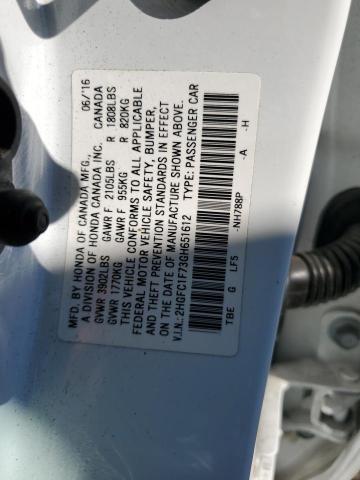 MFD. BY HONDA OF CANADA MFG., 06/'16
A DIVISION OF HONDA CANADA INC. CANADA
GVWR 3902LBS GAWR F 2105LBS R 1808LBS
GVWR 1770KG GAWR F 955KG R 820KG
THIS VEHICLE CONFORMS TO ALL APPLICABLE
FEDERAL MOTOR VEHICLE SAFETY, BUMPER,
AND THEFT PREVENTION STANDARDS IN EFFECT
ON THE DATE OF MANUFACTURE SHOWN ABOVE.
V.I.N.: 2HGFC1F73GH651612 TYPE: PASSENGER CAR
-NH788P -A -H
TBE G LF5